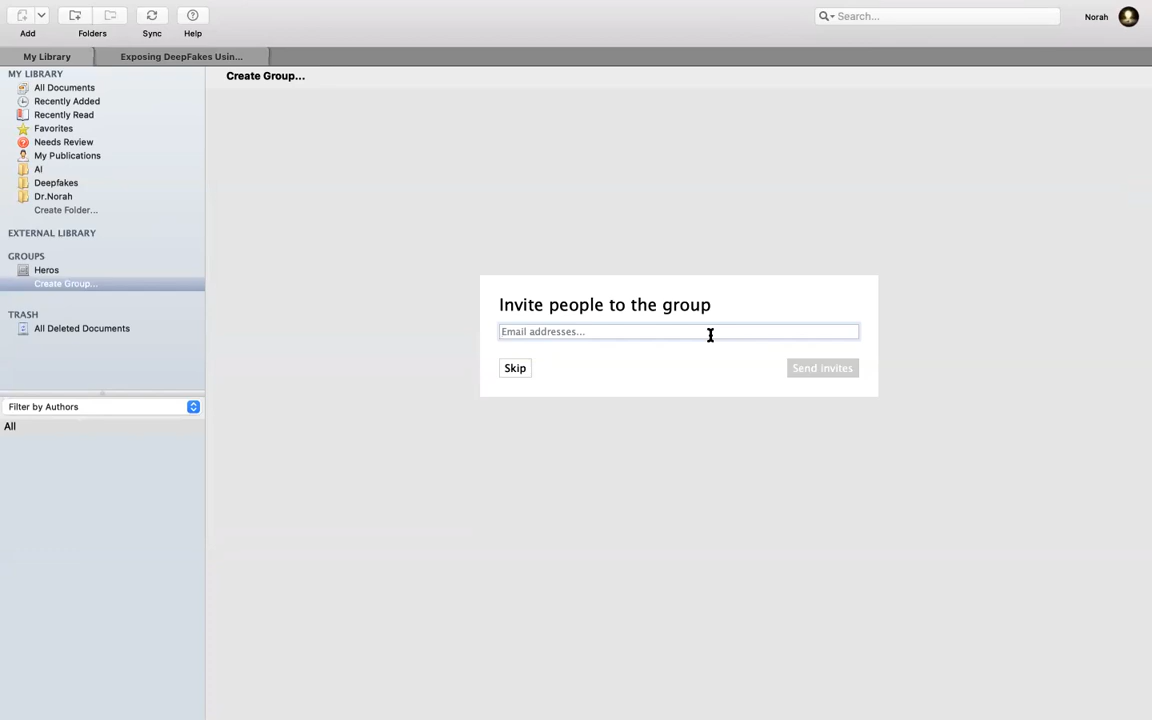 Search...
Norah
Add
Folders
Sync
Help
My Library
Exposing DeepFakes Usin...
MY LIBRARY
All Documents
Recently Added
Recently Read
Favorites
Needs Review
My Publications
AI
Deepfakes
Dr.Norah
Create Folder...
EXTERNAL LIBRARY
GROUPS
Heros
Create Group...
TRASH
All Deleted Documents
Filter by Authors
All
Create Group...
Invite people to the group
Email addresses...
Skip
Send invites